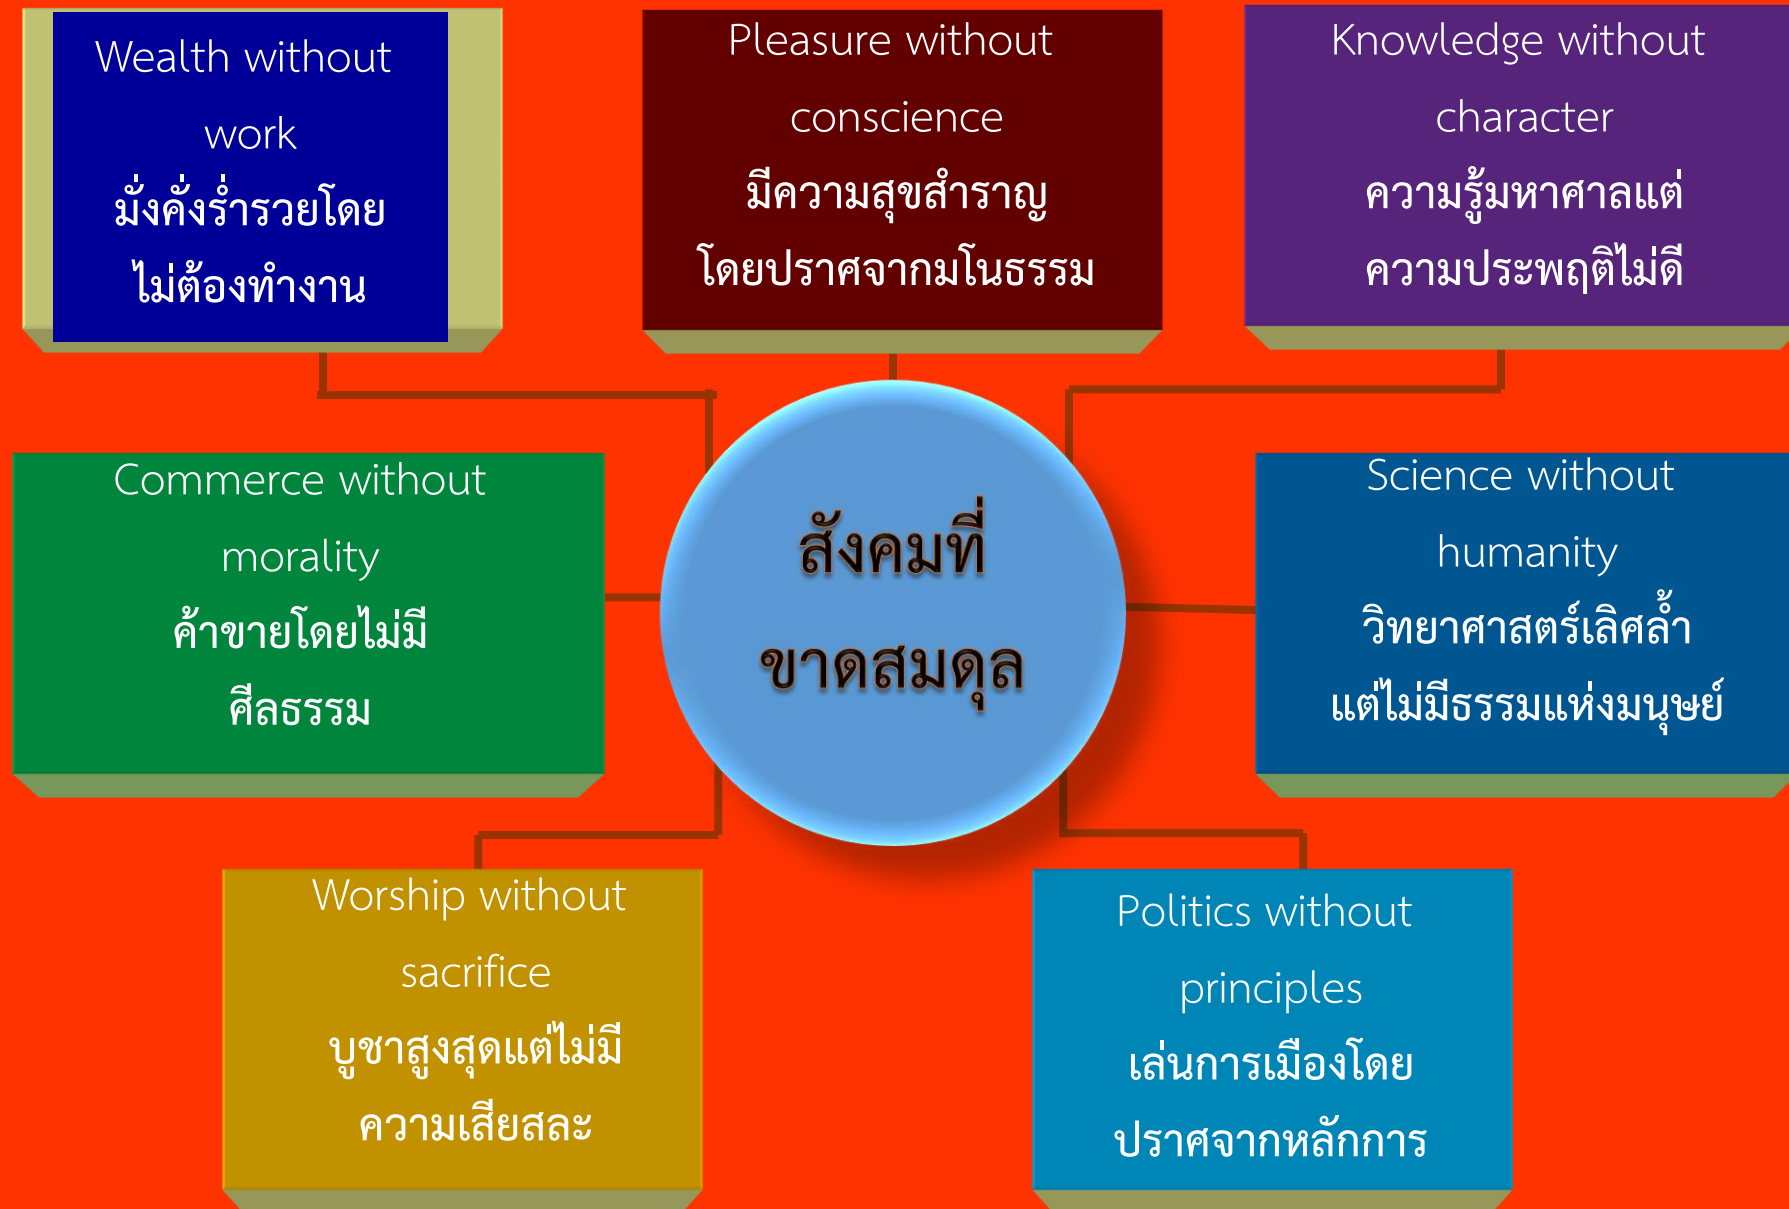 Wealth without
work
มั่งคั่งร่ำรวยโดย
ไม่ต้องทำงาน
Pleasure without
conscience
มีความสุขสำราญ
โดยปราศจากมโนธรรม
Knowledge without
character
ความรู้มหาศาลแต่
ความประพฤติไม่ดี
Commerce without
morality
ค้าขายโดยไม่มี
ศีลธรรม
สังคมที่
ขาดสมดุล
Science without
humanity
วิทยาศาสตร์เลิศล้ำ
แต่ไม่มีธรรมแห่งมนุษย์
Worship without
sacrifice
บูชาสูงสุดแต่ไม่มี
ความเสียสละ
Politics without
principles
เล่นการเมืองโดย
ปราศจากหลักการ